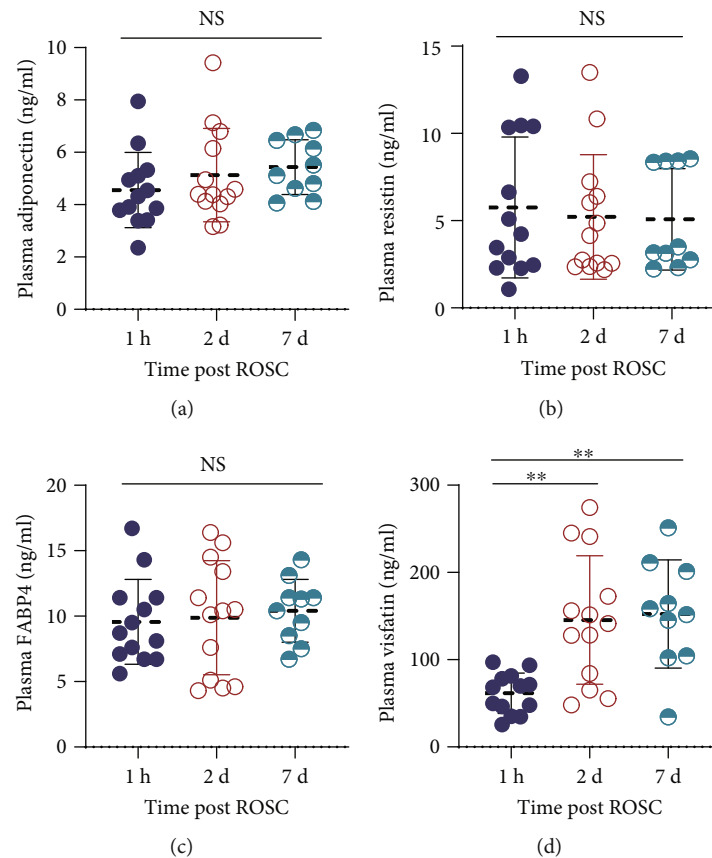 NS
10
8
6
4
2
0
Plasma adiponectin (ng/ml)
1 h
2 d
7 d
Time post ROSC
(a)
NS
15
10
5
0
Plasma resistin (ng/ml)
1 h
2 d
7 d
Time post ROSC
(b)
NS
20
15
10
5
0
Plasma FABP4 (ng/ml)
1 h
2 d
7 d
Time post ROSC
(c)
**
**
300
200
100
0
Plasma visfatin (ng/ml)
1 h
2 d
7 d
Time post ROSC
(d)